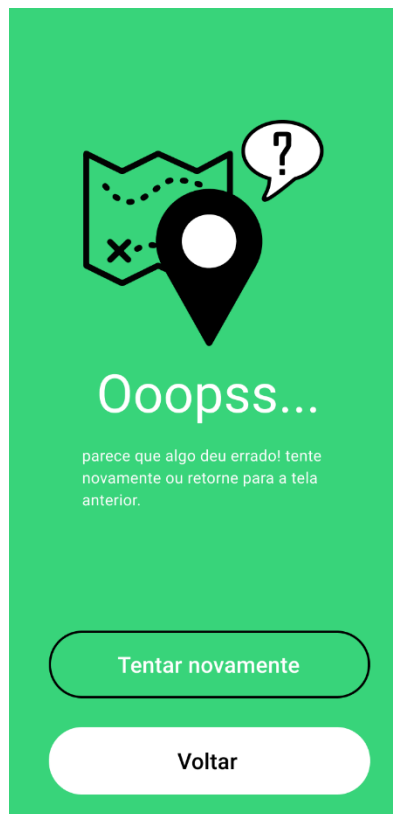 ?
Ooopss...
parece que algo deu errado! tente
novamente ou retorne para a tela
anterior.
Tentar novamente
Voltar